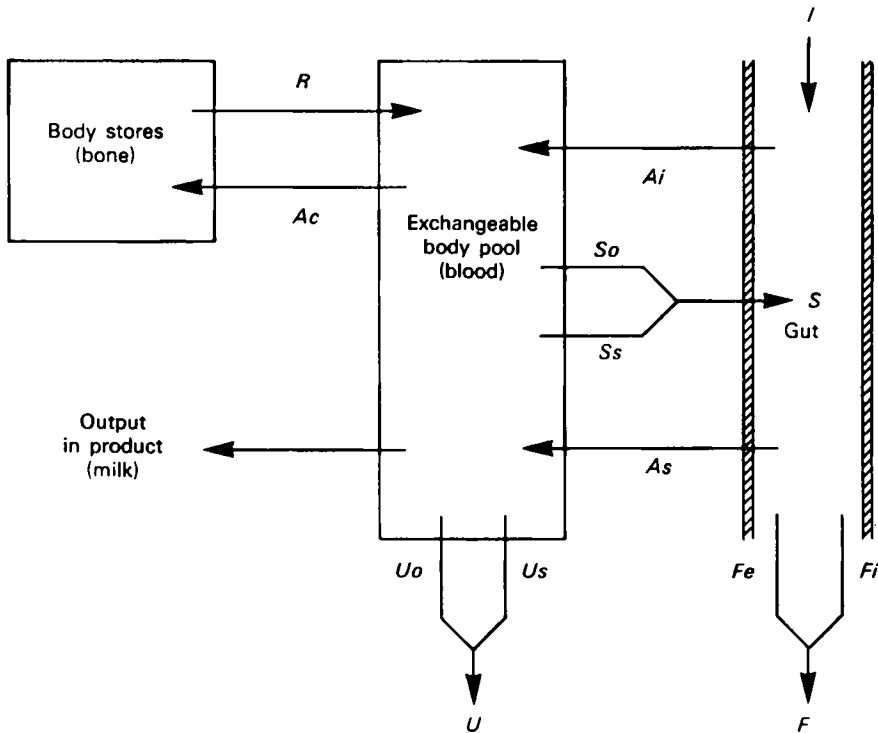 I
R
Body stores
(bone)
Ai
Ac
Exchangeable
body pool
(blood)
So
S
Gut
Ss
Output
in product
(milk)
As
Uo
Us
Fe
Fi
U
F